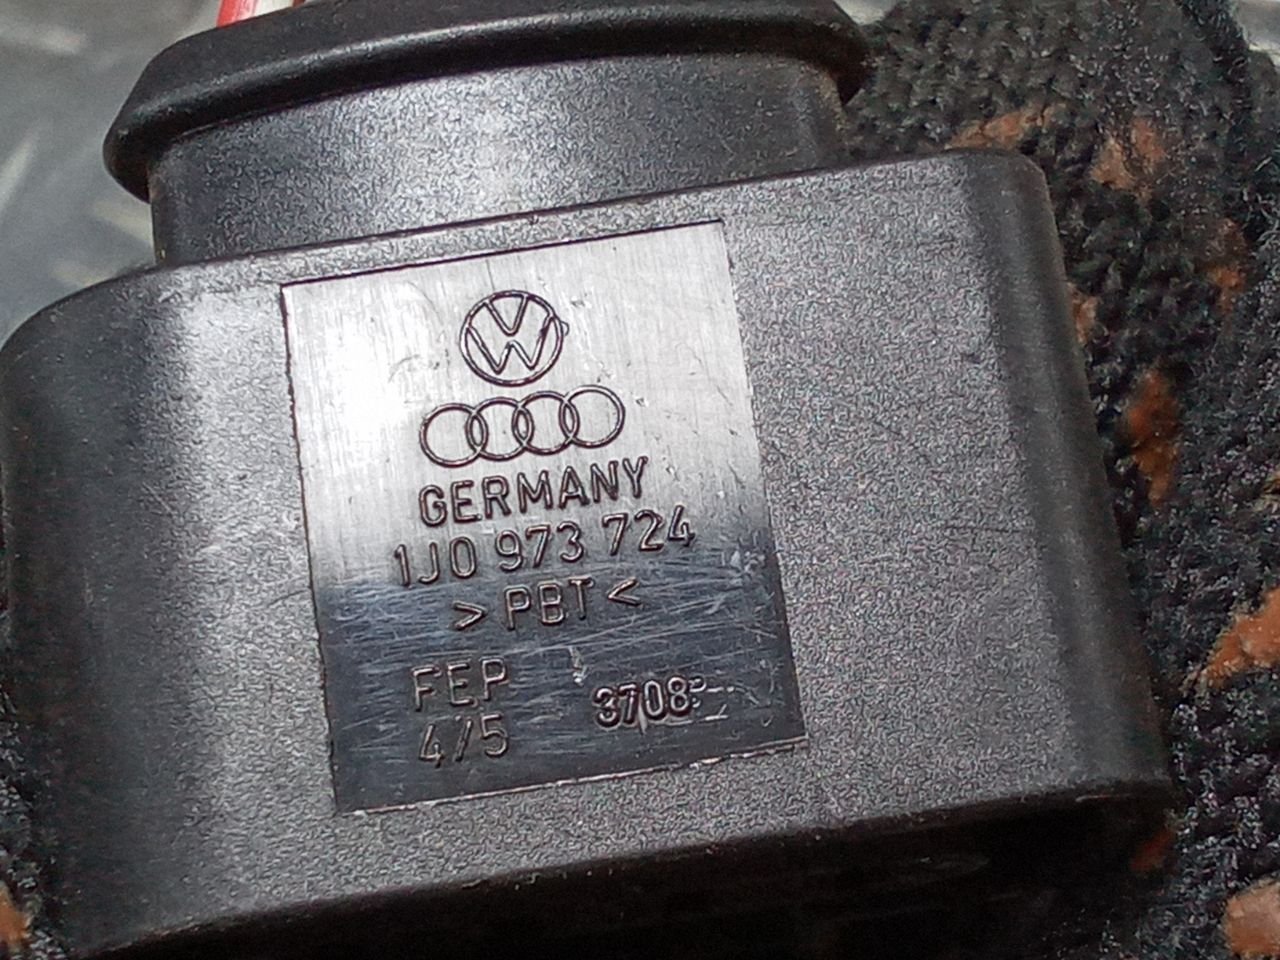 GERMANY
1J0 973 724
> PBT <
FEP
4/5
3708